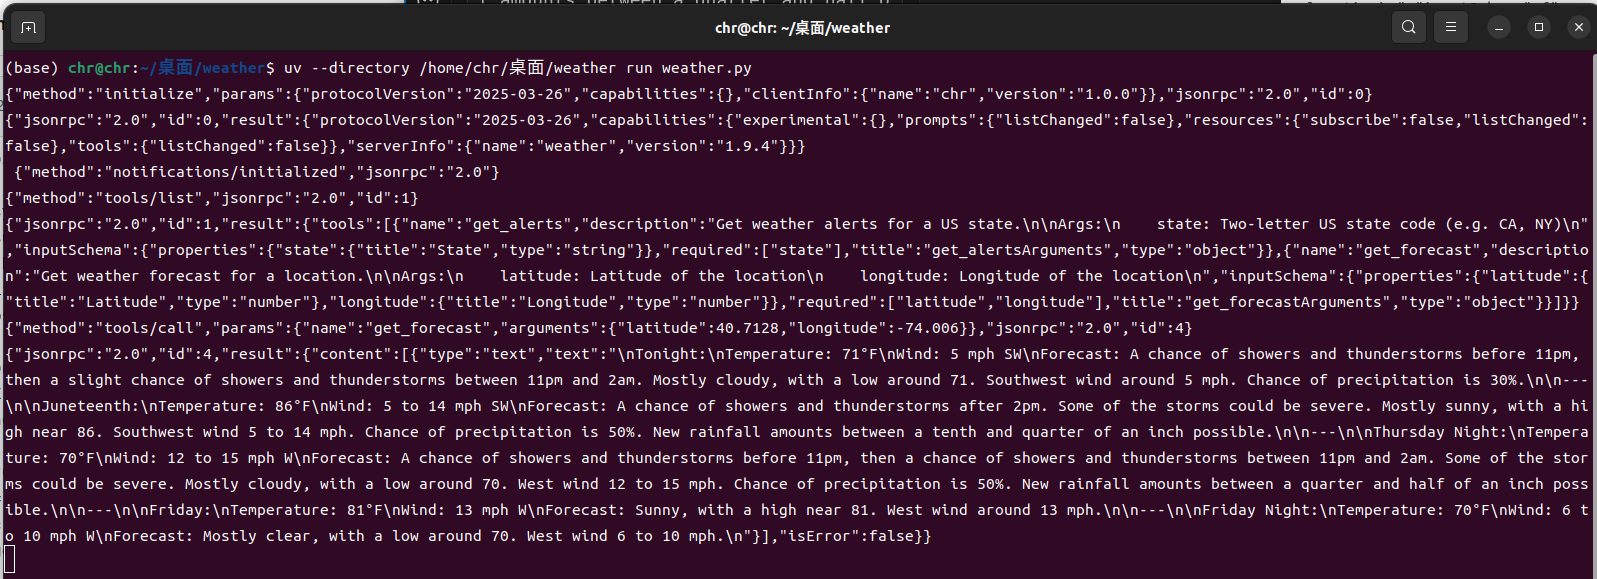 chr@chr: ~/桌面/weather
(base) chr@chr:~/桌面/weather$ uv --directory /home/chr/桌面/weather run weather.py
{"method":"initialize","params":{"protocolVersion":"2025-03-26","capabilities":{},"clientInfo":{"name":"chr","version":"1.0.0"}},"jsonrpc":"2.0","id":0}
{"jsonrpc":"2.0","id":0,"result":{"protocolVersion":"2025-03-26","capabilities":{"experimental":{},"prompts":{"listChanged":false},"resources":{"subscribe":false,"listChanged":
false},"tools":{"listChanged":false}},"serverInfo":{"name":"weather","version":"1.9.4"}}}
 {"method":"notifications/initialized","jsonrpc":"2.0"}
{"method":"tools/list","jsonrpc":"2.0","id":1}
{"jsonrpc":"2.0","id":1,"result":{"tools":[{"name":"get_alerts","description":"Get weather alerts for a US state.\n\nArgs:\n    state: Two-letter US state code (e.g. CA, NY)\n"
,"inputSchema":{"properties":{"state":{"title":"State","type":"string"}},"required":["state"],"title":"get_alertsArguments","type":"object"}},{"name":"get_forecast","descriptio
n":"Get weather forecast for a location.\n\nArgs:\n    latitude: Latitude of the location\n    longitude: Longitude of the location\n","inputSchema":{"properties":{"latitude":{
"title":"Latitude","type":"number"},"longitude":{"title":"Longitude","type":"number"}},"required":["latitude","longitude"],"title":"get_forecastArguments","type":"object"}}]}}
{"method":"tools/call","params":{"name":"get_forecast","arguments":{"latitude":40.7128,"longitude":-74.006}},"jsonrpc":"2.0","id":4}
{"jsonrpc":"2.0","id":4,"result":{"content":[{"type":"text","text":"\nTonight:\nTemperature: 71°F\nWind: 5 mph SW\nForecast: A chance of showers and thunderstorms before 11pm, 
then a slight chance of showers and thunderstorms between 11pm and 2am. Mostly cloudy, with a low around 71. Southwest wind around 5 mph. Chance of precipitation is 30%.\n\n---
\n\nJuneteenth:\nTemperature: 86°F\nWind: 5 to 14 mph SW\nForecast: A chance of showers and thunderstorms after 2pm. Some of the storms could be severe. Mostly sunny, with a hi
gh near 86. Southwest wind 5 to 14 mph. Chance of precipitation is 50%. New rainfall amounts between a tenth and quarter of an inch possible.\n\n---\n\nThursday Night:\nTempera
ture: 70°F\nWind: 12 to 15 mph W\nForecast: A chance of showers and thunderstorms before 11pm, then a chance of showers and thunderstorms between 11pm and 2am. Some of the stor
ms could be severe. Mostly cloudy, with a low around 70. West wind 12 to 15 mph. Chance of precipitation is 50%. New rainfall amounts between a quarter and half of an inch poss
ible.\n\n---\n\nFriday:\nTemperature: 81°F\nWind: 13 mph W\nForecast: Sunny, with a high near 81. West wind around 13 mph.\n\n---\n\nFriday Night:\nTemperature: 70°F\nWind: 6 t
o 10 mph W\nForecast: Mostly clear, with a low around 70. West wind 6 to 10 mph.\n"}],"isError":false}}